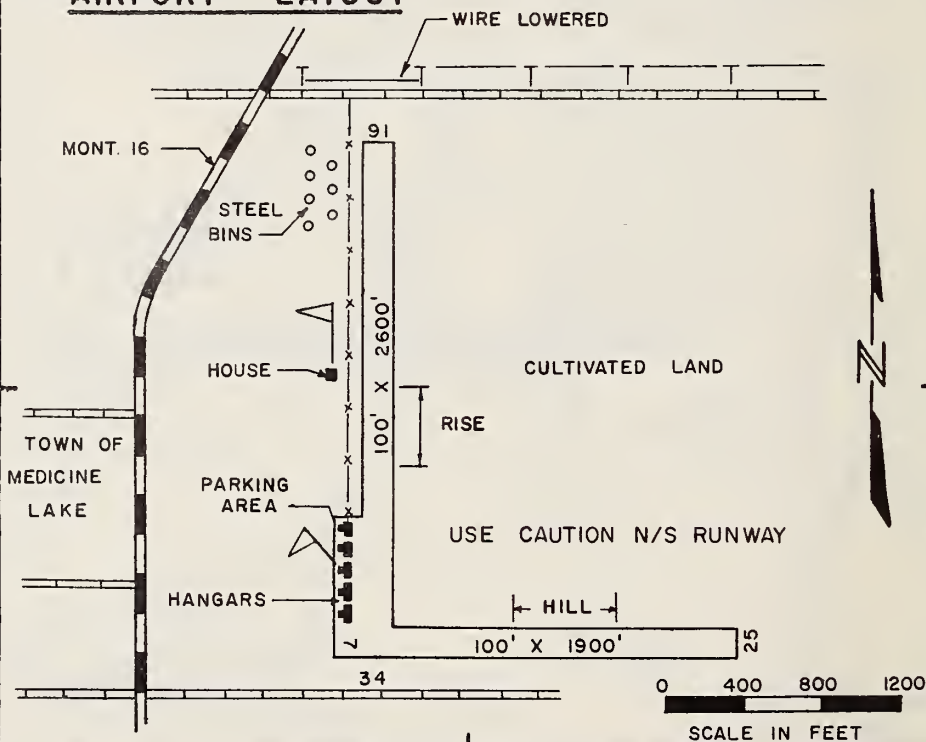 AIRPORT LAYOUT
WIRE LOWERED
16
MONT. 16
STEEL
BINS
100' X 2600'
HOUSE
CULTIVATED LAND
N
RISE
TOWN OF
MEDICINE
LAKE
PARKING
AREA
USE CAUTION N/S RUNWAY
HANGARS
HILL
7
100' X 1900'
25
34
0 400 800 1200
SCALE IN FEET